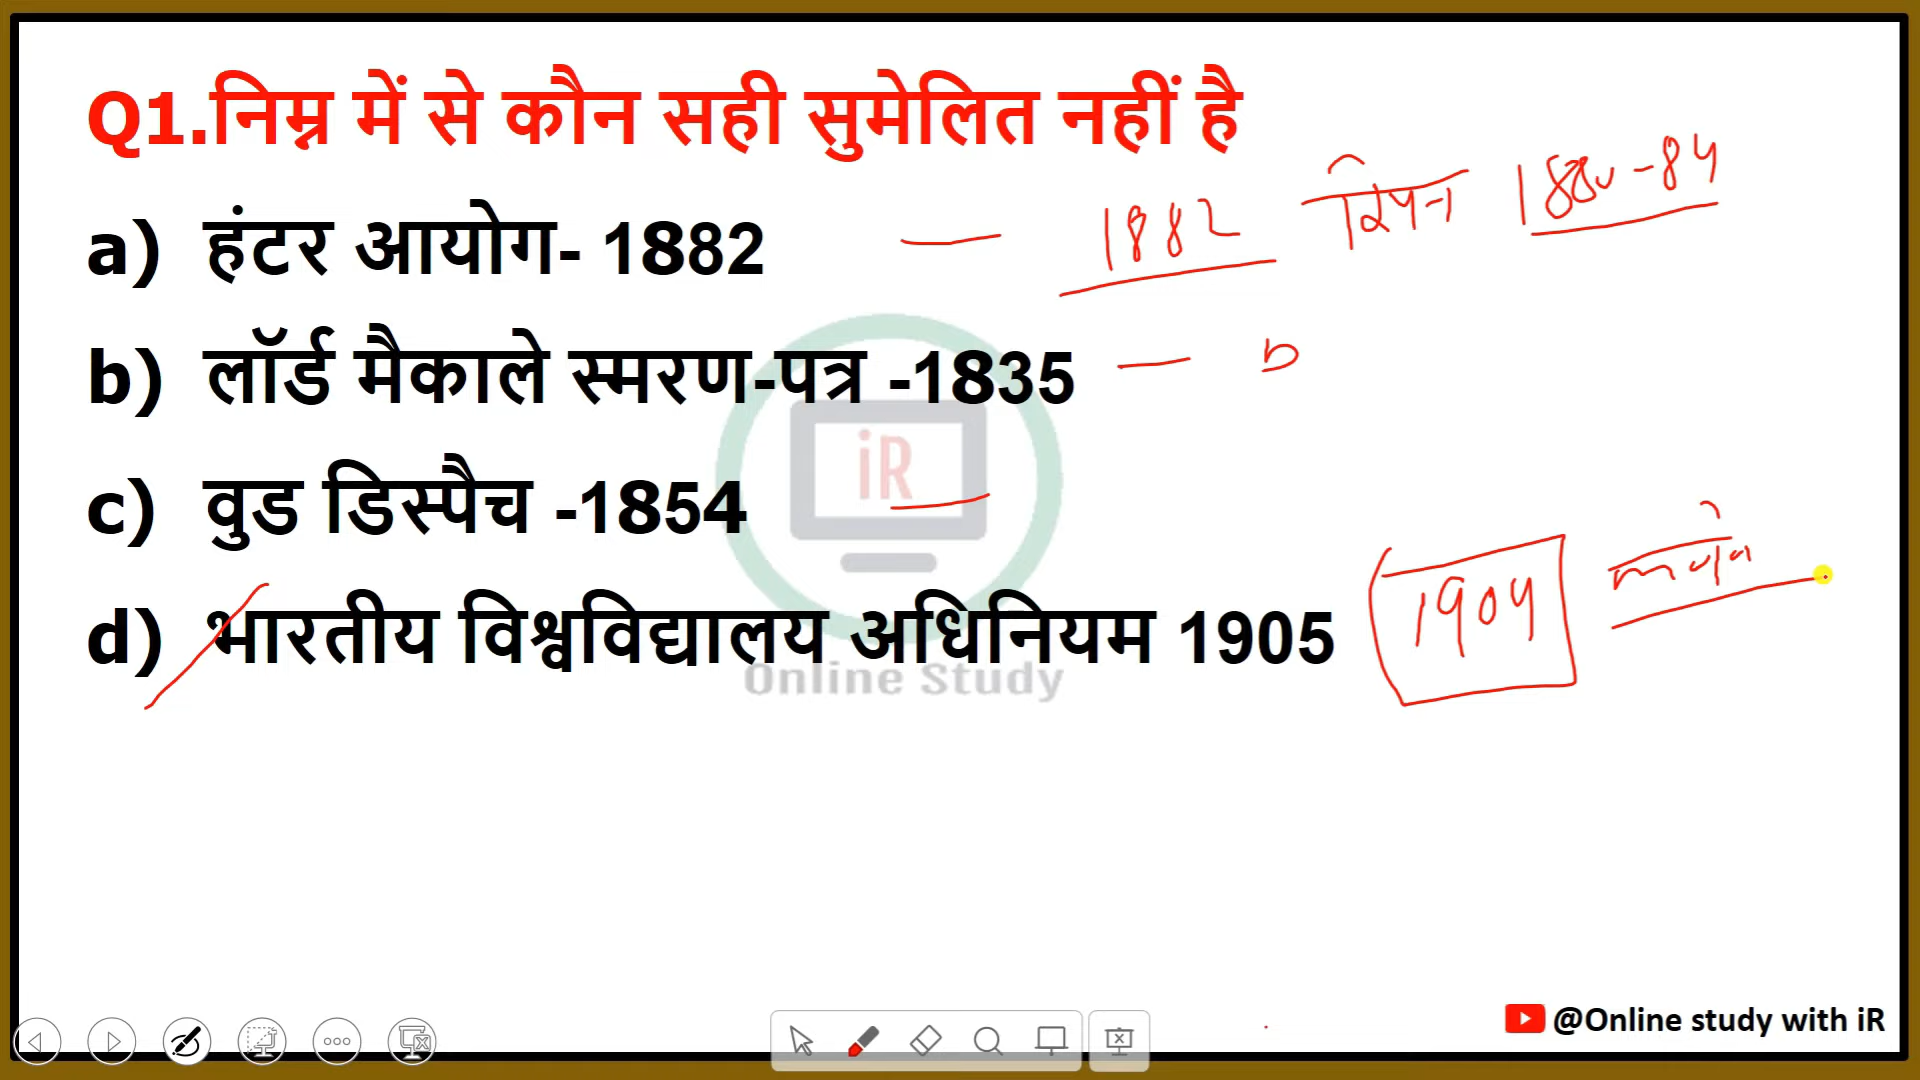 Q1.निम्न में से कौन सही सुमेलित नहीं है
a) हंटर आयोग- 1882
1882 रिपन 1880-84
b) लॉर्ड मैकाले स्मरण-पत्र -1835
b
c) वुड डिस्पैच -1854
iR
d) भारतीय विश्वविद्यालय अधिनियम 1905
1904
Online Study
@Online study with iR